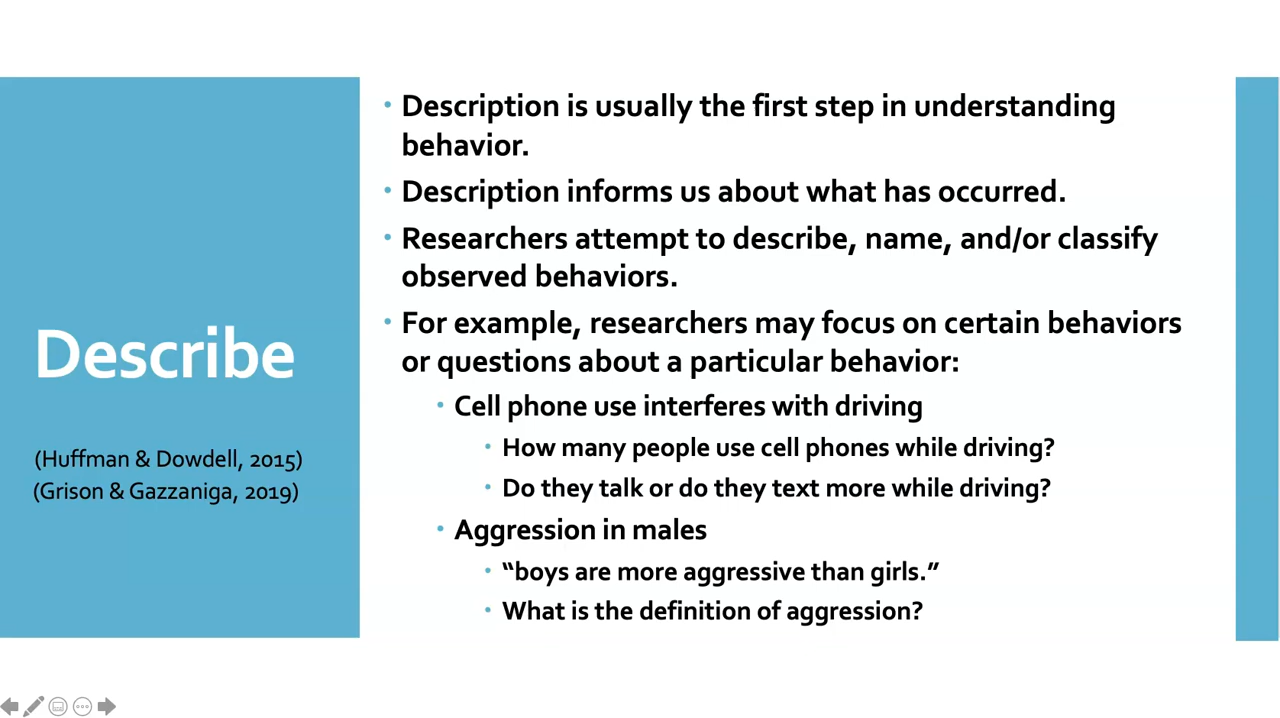 Describe
(Huffman & Dowdell, 2015)
(Grison & Gazzaniga, 2019)
• Description is usually the first step in understanding
behavior.
• Description informs us about what has occurred.
• Researchers attempt to describe, name, and/or classify
observed behaviors.
• For example, researchers may focus on certain behaviors
or questions about a particular behavior:
• Cell phone use interferes with driving
• How many people use cell phones while driving?
• Do they talk or do they text more while driving?
• Aggression in males
• “boys are more aggressive than girls.”
• What is the definition of aggression?